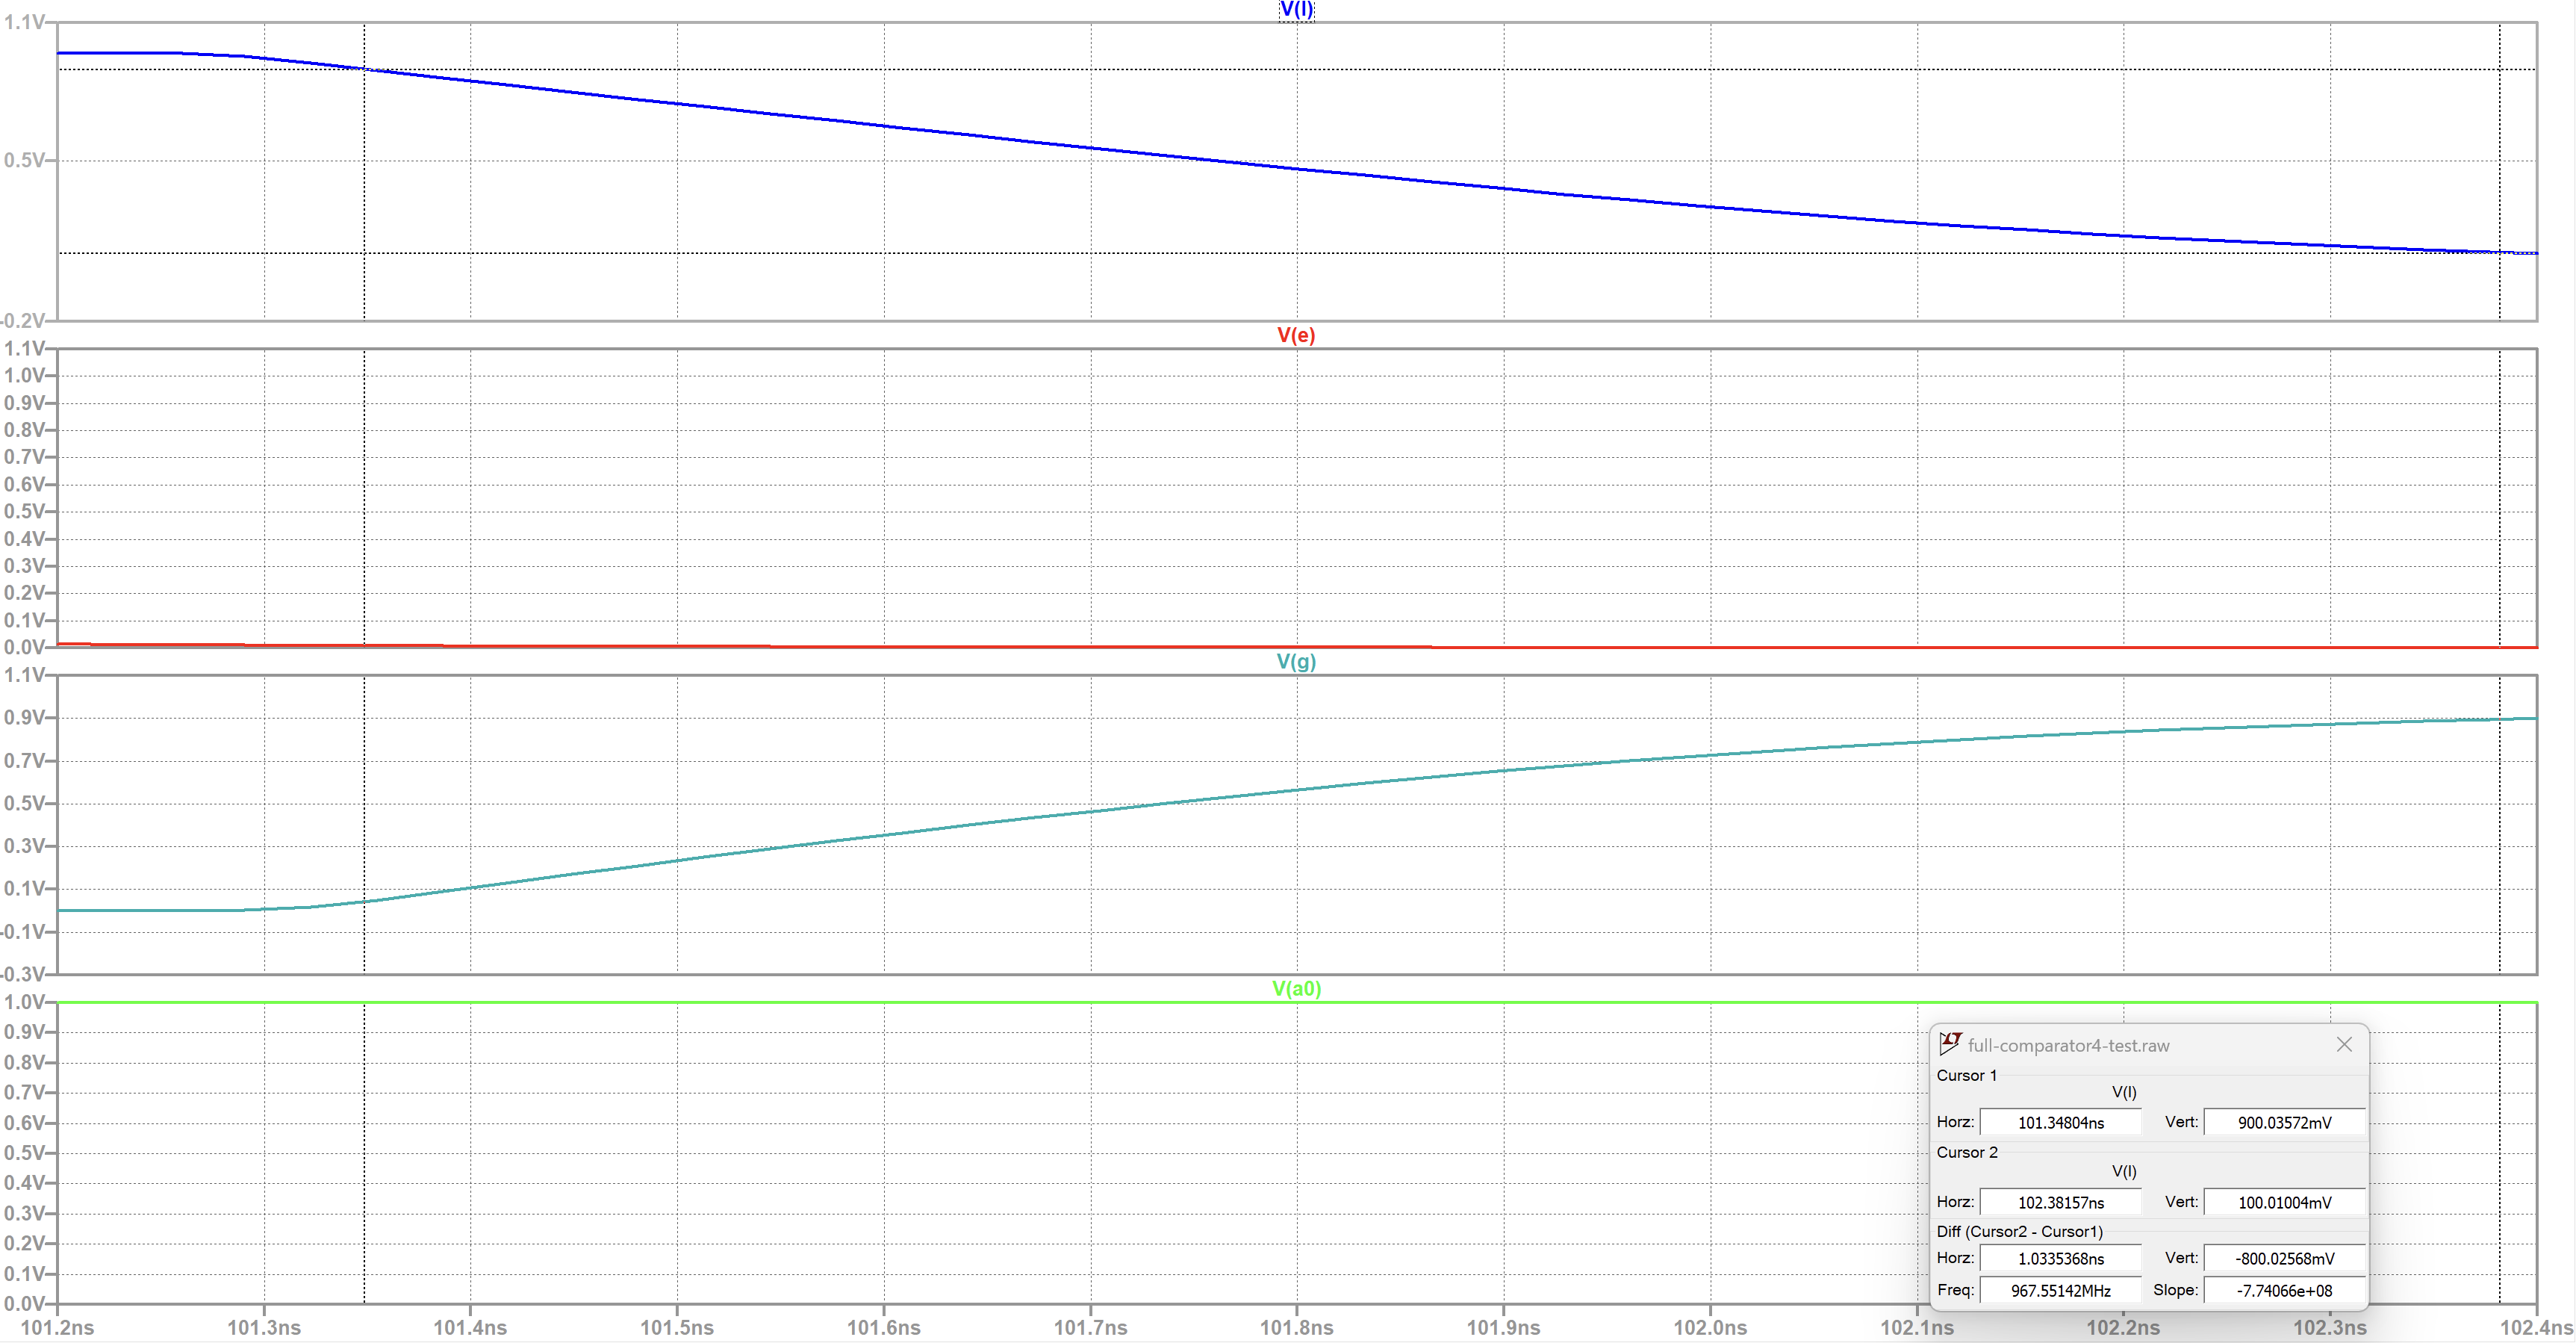 V(l)
1.1V
0.5V
-0.2V
V(e)
1.1V
1.0V
0.9V
0.8V
0.7V
0.6V
0.5V
0.4V
0.3V
0.2V
0.1V
0.0V
V(g)
1.1V
0.9V
0.7V
0.5V
0.3V
0.1V
-0.1V
-0.3V
V(a0)
1.0V
0.9V
0.8V
0.7V
0.6V
0.5V
0.4V
0.3V
0.2V
0.1V
0.0V
101.2ns 101.3ns 101.4ns 101.5ns 101.6ns 101.7ns 101.8ns 101.9ns 102.0ns 102.1ns 102.2ns 102.3ns 102.4ns
full-comparator4-test.raw
Cursor 1
V(l)
Horz: 101.34804ns Vert: 900.03572mV
Cursor 2
V(l)
Horz: 102.38157ns Vert: 100.01004mV
Diff (Cursor2 - Cursor1)
Horz: 1.0335368ns Vert: -800.02568mV
Freq: 967.55142MHz Slope: -7.74066e+08